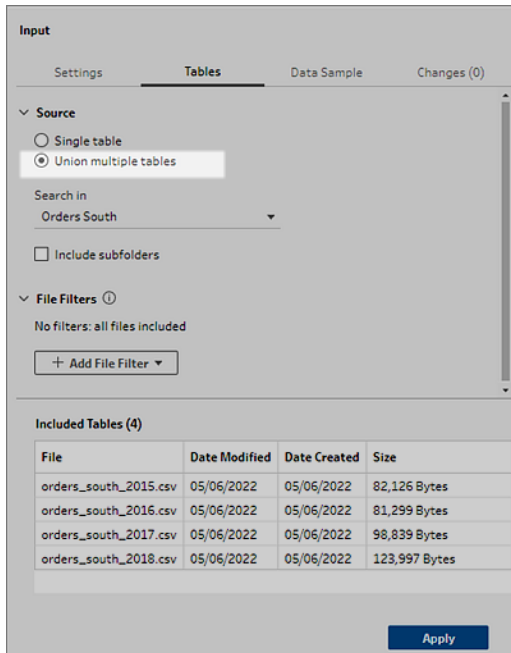 Input
Settings Tables Data Sample Changes (0)
Source
Single table
Union multiple tables
Search in
Orders South
Include subfolders
File Filters
No filters: all files included
+ Add File Filter
Included Tables (4)
File Date Modified Date Created Size
orders_south_2015.csv 05/06/2022 05/06/2022 82,126 Bytes
orders_south_2016.csv 05/06/2022 05/06/2022 81,299 Bytes
orders_south_2017.csv 05/06/2022 05/06/2022 98,839 Bytes
orders_south_2018.csv 05/06/2022 05/06/2022 123,997 Bytes
Apply